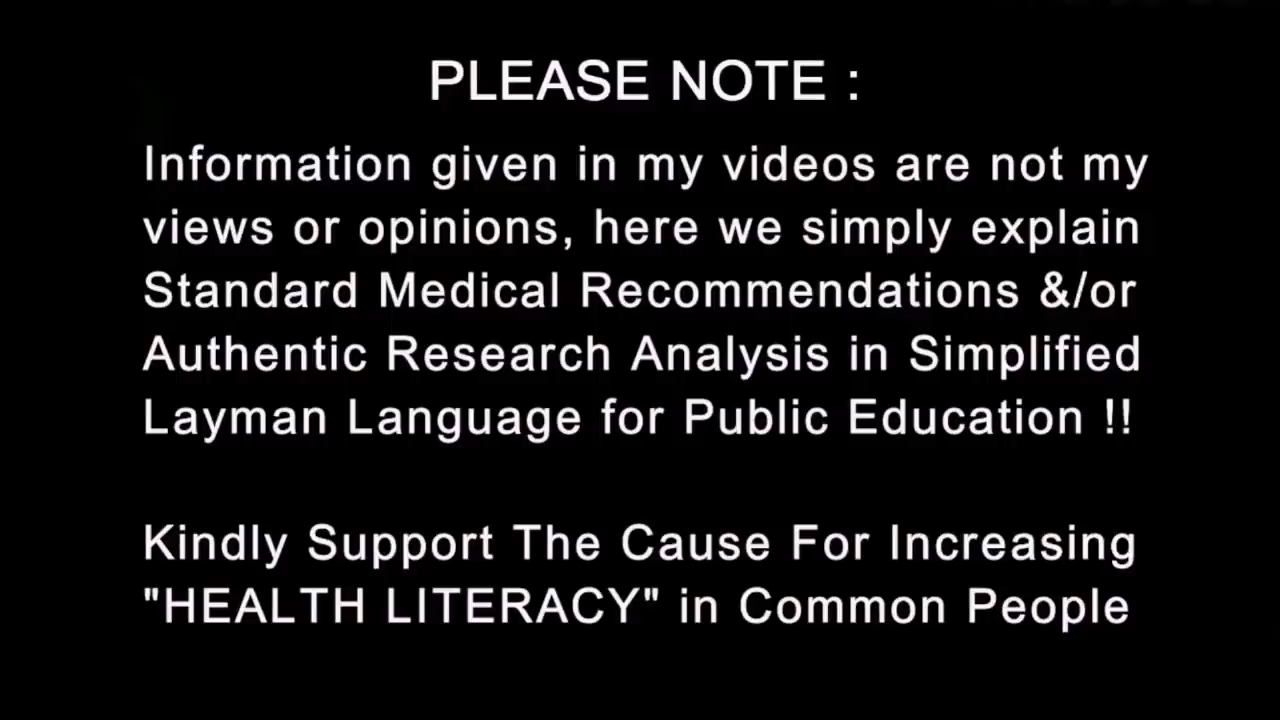 PLEASE NOTE :
Information given in my videos are not my
views or opinions, here we simply explain
Standard Medical Recommendations &/or
Authentic Research Analysis in Simplified
Layman Language for Public Education !!
Kindly Support The Cause For Increasing
"HEALTH LITERACY" in Common People